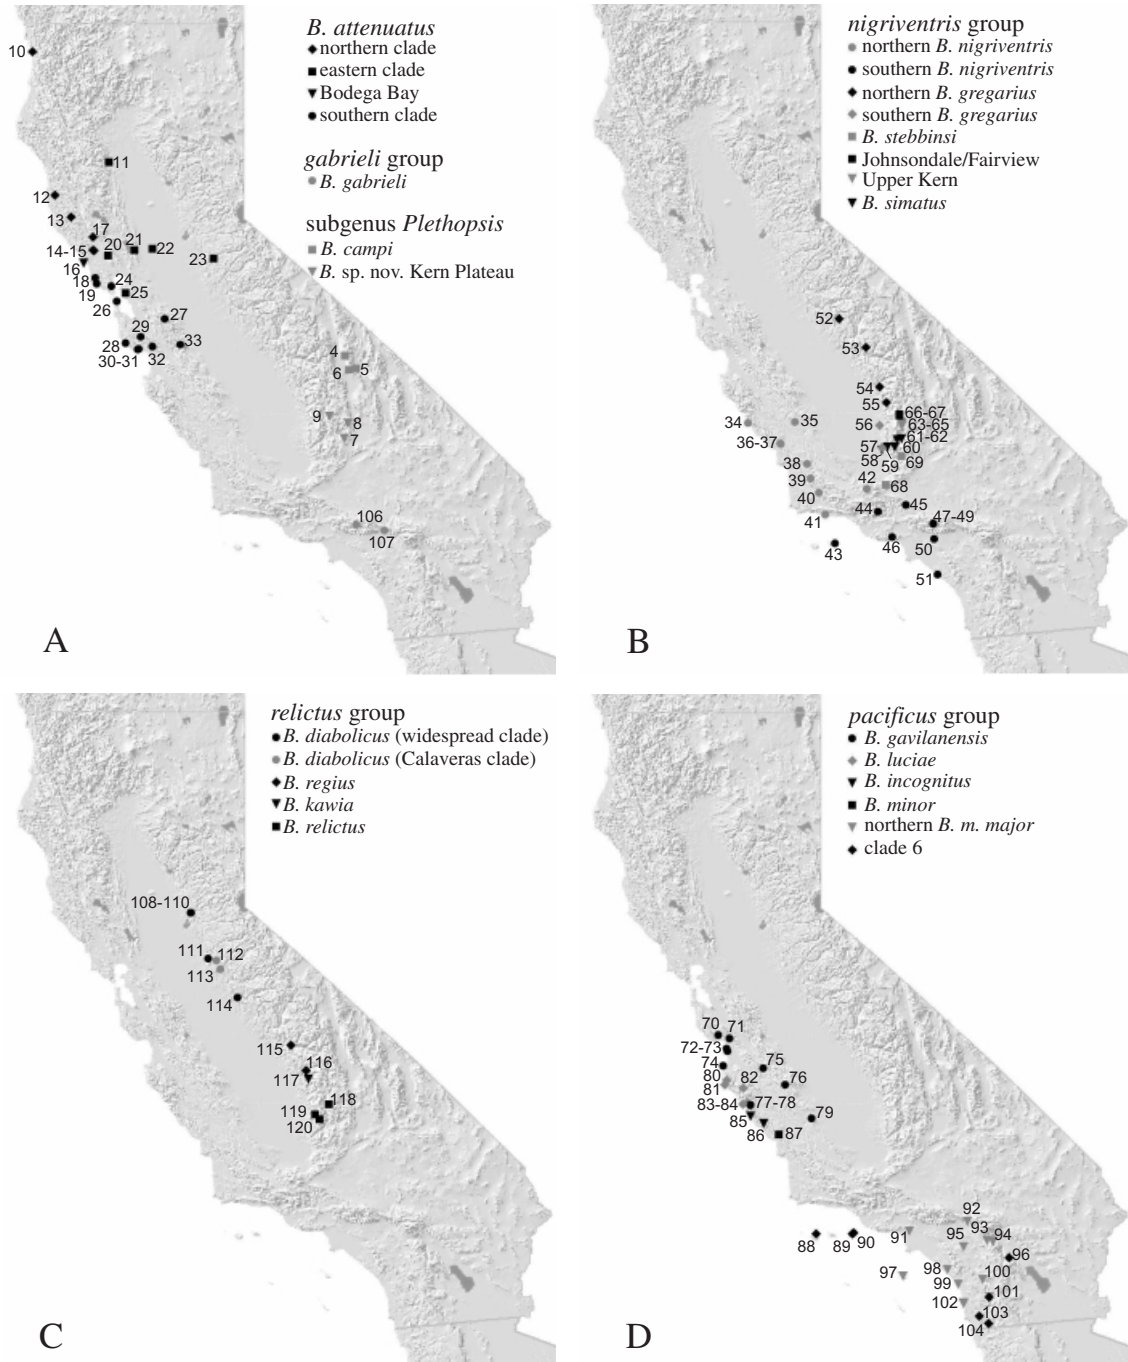 B. attenuatus
northern clade
eastern clade
Bodega Bay
southern clade
gabrieli group
B. gabrieli
subgenus Plethopsis
B. campi
B. sp. nov. Kern Plateau
10
11
12
13
17
14-15
20
21
22
23
16
18
19
24
25
26
27
29
28
30-31
32
33
4
6
5
9
8
7
106
107
A
nigriventris group
northern B. nigriventris
southern B. nigriventris
northern B. gregarius
southern B. gregarius
B. stebbinsi
Johnsondale/Fairview
Upper Kern
B. simatus
52
53
54
55
66-67
63-65
56
61-62
57
60
58
59
69
34
35
36-37
38
39
40
41
42
68
44
45
47-49
43
46
50
51
B
relictus group
B. diabolicus (widespread clade)
B. diabolicus (Calaveras clade)
B. regius
B. kawia
B. relictus
108-110
111
112
113
114
115
116
117
118
119
120
C
pacificus group
B. gavilanensis
B. luciae
B. incognitus
B. minor
northern B. m. major
clade 6
70
71
72-73
74
75
80
82
76
81
83-84
77-78
79
85
86
87
92
93
88
89
90
91
95
94
96
97
98
99
100
101
102
103
104
D